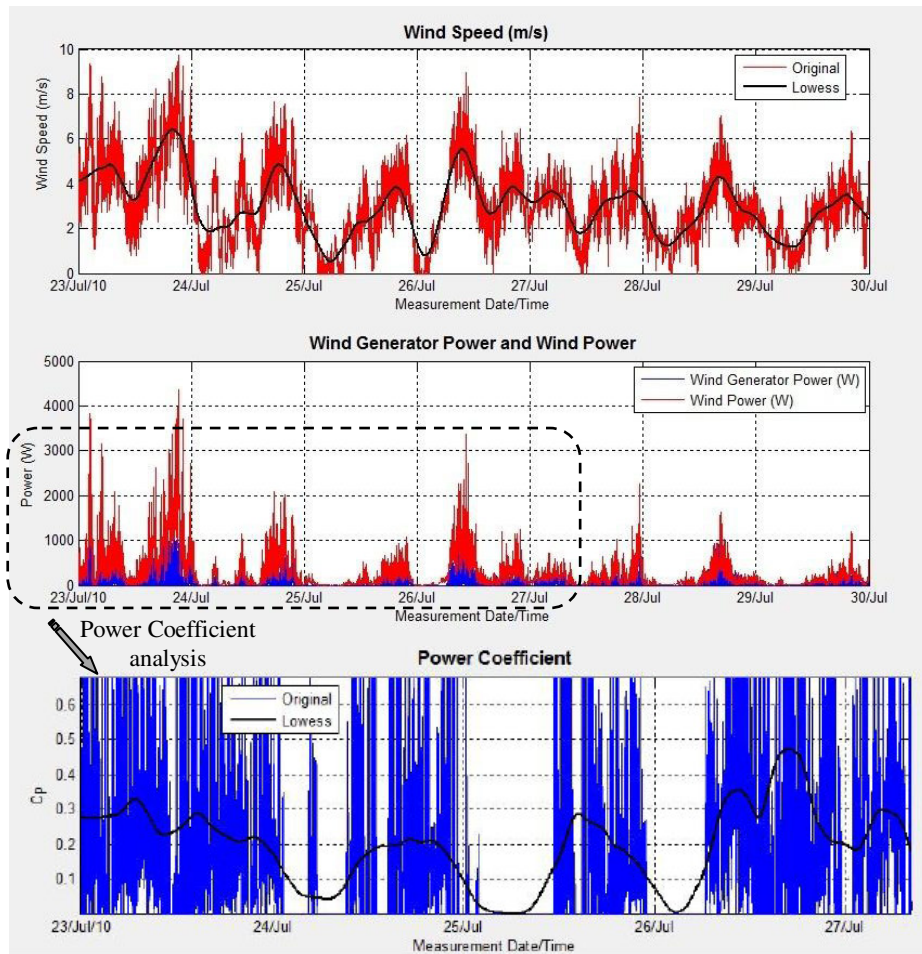 Wind Speed (m/s)
10
8
6
4
2
0
Wind Speed (m/s)
Original
Lowess
23/Jul/10 24/Jul 25/Jul 26/Jul 27/Jul 28/Jul 29/Jul 30/Jul
Measurement Date/Time
Wind Generator Power and Wind Power
5000
4000
3000
2000
1000
0
Power (W)
Wind Generator Power (W)
Wind Power (W)
23/Jul/10 24/Jul 25/Jul 26/Jul 27/Jul 28/Jul 29/Jul 30/Jul
Measurement Date/Time
Power Coefficient
analysis
Power Coefficient
0.6
0.5
0.4
0.3
0.2
0.1
Cp
Original
Lowess
23/Jul/10 24/Jul 25/Jul 26/Jul 27/Jul
Measurement Date/Time